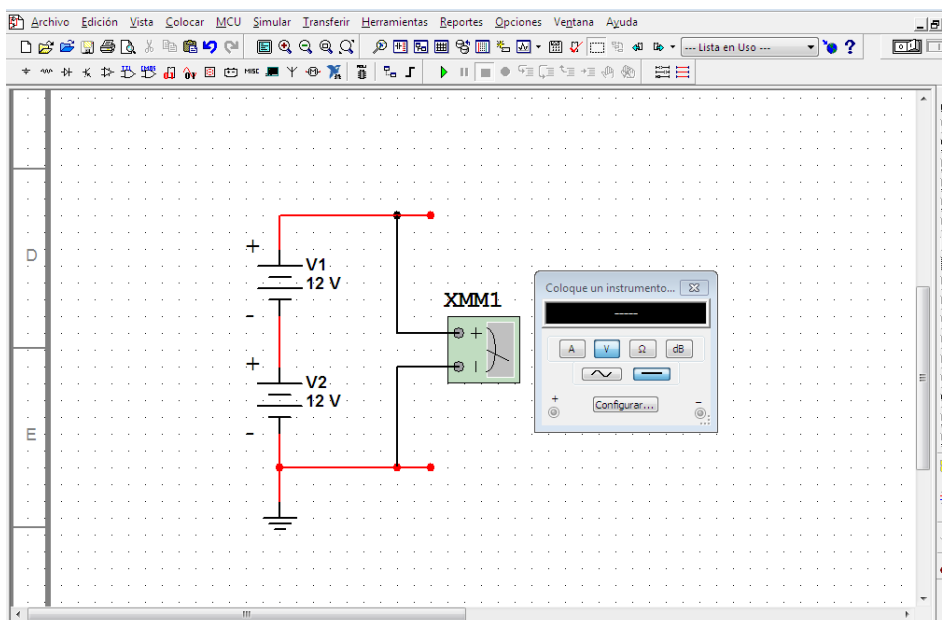 Archivo Edición Vista Colocar MCU Simular Transferir Herramientas Reportes Opciones Ventana Ayuda
--- Lista en Uso ---
?
MISC
D
+
V1
12 V
-
XMM1
+
Coloque un instrumento...
-----
A V Ω dB
+
V2
12 V
-
Configurar...
+ -
E